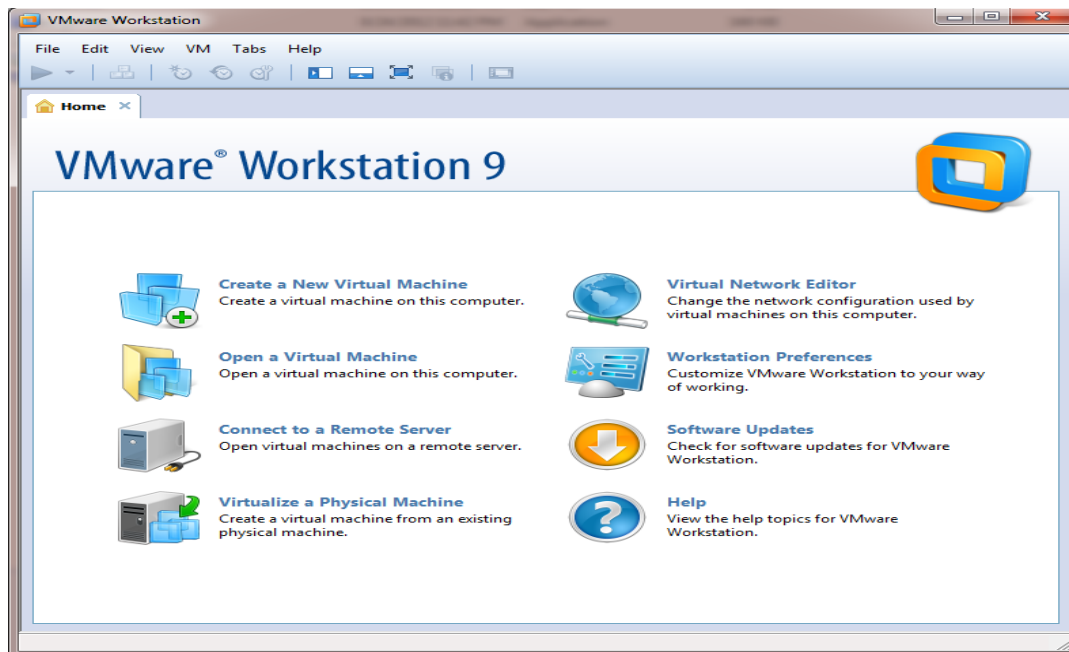 VMware Workstation
File Edit View VM Tabs Help
Home
VMware® Workstation 9
Create a New Virtual Machine
Create a virtual machine on this computer.
Open a Virtual Machine
Open a virtual machine on this computer.
Connect to a Remote Server
Open virtual machines on a remote server.
Virtualize a Physical Machine
Create a virtual machine from an existing
physical machine.
Virtual Network Editor
Change the network configuration used by
virtual machines on this computer.
Workstation Preferences
Customize VMware Workstation to your way
of working.
Software Updates
Check for software updates for VMware
Workstation.
Help
View the help topics for VMware
Workstation.